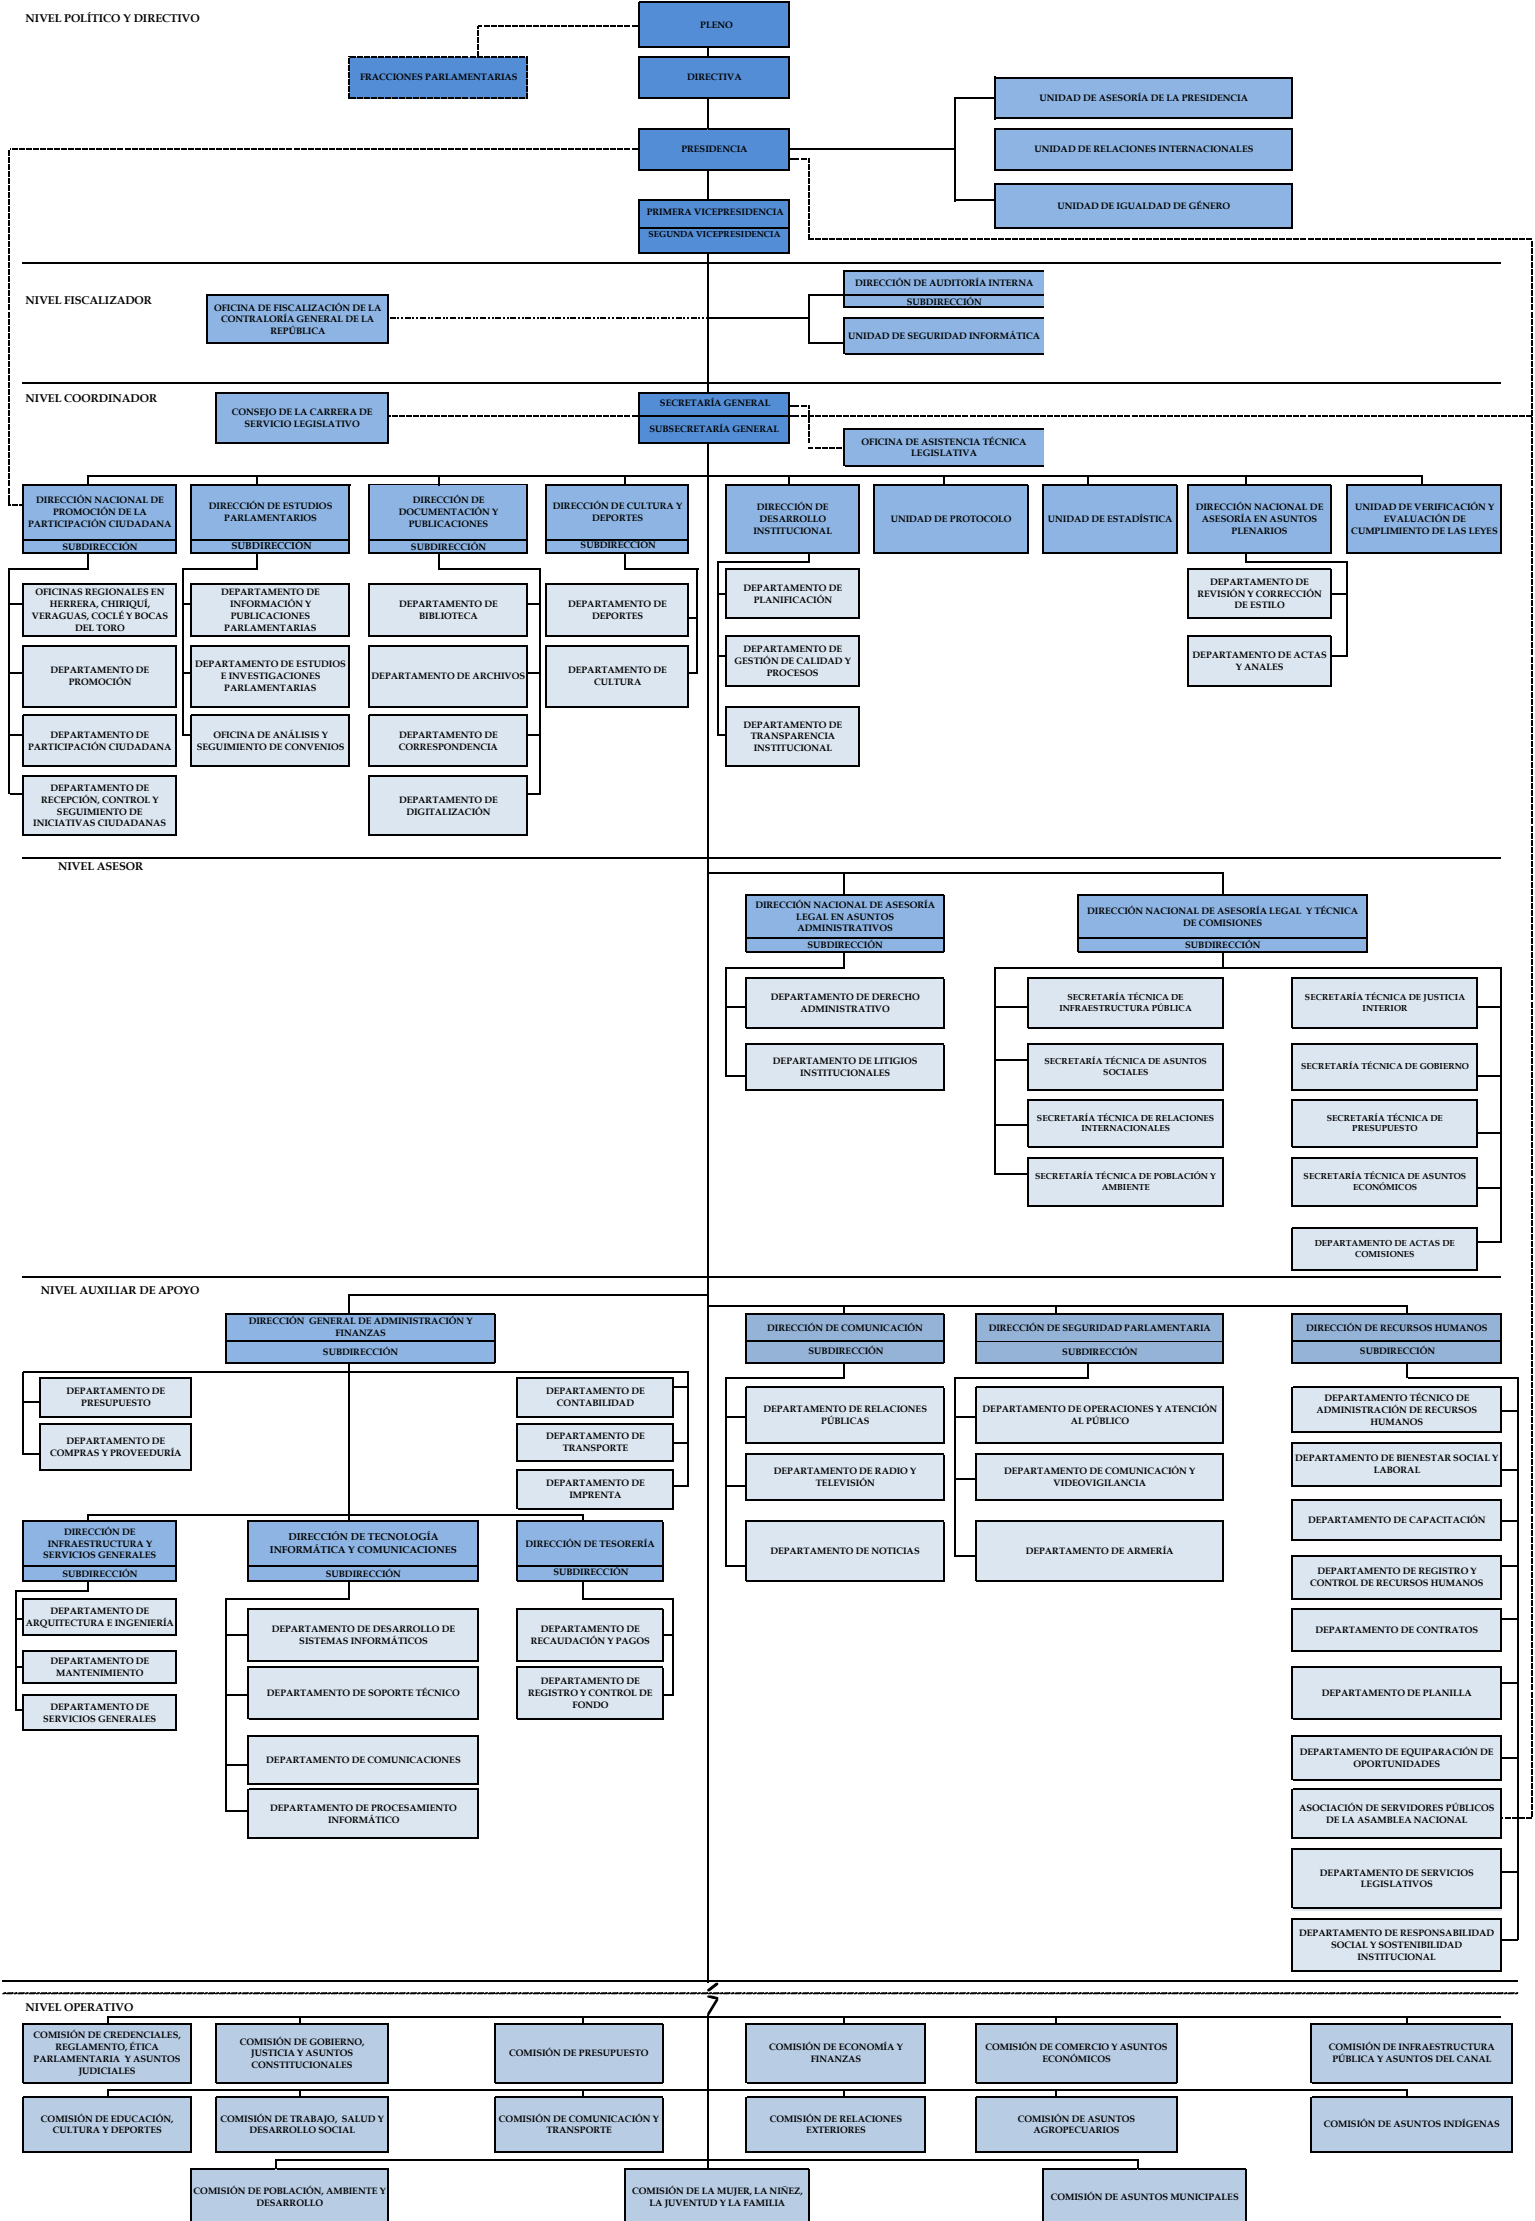 NIVEL POLÍTICO Y DIRECTIVO
PLENO
FRACCIONES PARLAMENTARIAS
DIRECTIVA
UNIDAD DE ASESORÍA DE LA PRESIDENCIA
PRESIDENCIA
UNIDAD DE RELACIONES INTERNACIONALES
UNIDAD DE IGUALDAD DE GÉNERO
PRIMERA VICEPRESIDENCIA
SEGUNDA VICEPRESIDENCIA
NIVEL FISCALIZADOR
OFICINA DE FISCALIZACIÓN DE LA
CONTRALORÍA GENERAL DE LA
REPÚBLICA
DIRECCIÓN DE AUDITORÍA INTERNA
SUBDIRECCIÓN
UNIDAD DE SEGURIDAD INFORMÁTICA
NIVEL COORDINADOR
CONSEJO DE LA CARRERA DE
SERVICIO LEGISLATIVO
SECRETARÍA GENERAL
SUBSECRETARÍA GENERAL
OFICINA DE ASISTENCIA TÉCNICA
LEGISLATIVA
DIRECCIÓN NACIONAL DE
PROMOCIÓN DE LA
PARTICIPACIÓN CIUDADANA
SUBDIRECCIÓN
DIRECCIÓN DE ESTUDIOS
PARLAMENTARIOS
SUBDIRECCIÓN
DIRECCIÓN DE
DOCUMENTACIÓN Y
PUBLICACIONES
SUBDIRECCIÓN
DIRECCIÓN DE CULTURA Y
DEPORTES
SUBDIRECCIÓN
DIRECCIÓN DE
DESARROLLO
INSTITUCIONAL
UNIDAD DE PROTOCOLO
UNIDAD DE ESTADÍSTICA
DIRECCIÓN NACIONAL DE
ASESORÍA EN ASUNTOS
PLENARIOS
SUBDIRECCIÓN
UNIDAD DE VERIFICACIÓN Y
EVALUACIÓN DE
CUMPLIMIENTO DE LAS LEYES
OFICINAS REGIONALES EN
HERRERA, CHIRIQUÍ,
VERAGUAS, COCLÉ Y BOCAS
DEL TORO
DEPARTAMENTO DE
PROMOCIÓN
DEPARTAMENTO DE
PARTICIPACIÓN CIUDADANA
DEPARTAMENTO DE
RECEPCIÓN, CONTROL Y
SEGUIMIENTO DE
INICIATIVAS CIUDADANAS
DEPARTAMENTO DE
INFORMACIÓN Y
PUBLICACIONES
PARLAMENTARIAS
DEPARTAMENTO DE ESTUDIOS
E INVESTIGACIONES
PARLAMENTARIAS
OFICINA DE ANÁLISIS Y
SEGUIMIENTO DE CONVENIOS
DEPARTAMENTO DE
BIBLIOTECA
DEPARTAMENTO DE ARCHIVOS
DEPARTAMENTO DE
CORRESPONDENCIA
DEPARTAMENTO DE
DIGITALIZACIÓN
DEPARTAMENTO DE
DEPORTES
DEPARTAMENTO DE
CULTURA
DEPARTAMENTO DE
PLANIFICACIÓN
DEPARTAMENTO DE
GESTIÓN DE CALIDAD Y
PROCESOS
DEPARTAMENTO DE
TRANSPARENCIA
INSTITUCIONAL
DEPARTAMENTO DE
REVISIÓN Y CORRECCIÓN
DE ESTILO
DEPARTAMENTO DE ACTAS
Y ANALES
NIVEL ASESOR
DIRECCIÓN NACIONAL DE ASESORÍA
LEGAL EN ASUNTOS
ADMINISTRATIVOS
SUBDIRECCIÓN
DIRECCIÓN NACIONAL DE ASESORÍA LEGAL Y TÉCNICA
DE COMISIONES
SUBDIRECCIÓN
DEPARTAMENTO DE DERECHO
ADMINISTRATIVO
DEPARTAMENTO DE LITIGIOS
INSTITUCIONALES
SECRETARÍA TÉCNICA DE
INFRAESTRUCTURA PÚBLICA
SECRETARÍA TÉCNICA DE ASUNTOS
SOCIALES
SECRETARÍA TÉCNICA DE RELACIONES
INTERNACIONALES
SECRETARÍA TÉCNICA DE POBLACIÓN Y
AMBIENTE
SECRETARÍA TÉCNICA DE JUSTICIA
INTERIOR
SECRETARÍA TÉCNICA DE GOBIERNO
SECRETARÍA TÉCNICA DE
PRESUPUESTO
SECRETARÍA TÉCNICA DE ASUNTOS
ECONÓMICOS
DEPARTAMENTO DE ACTAS DE
COMISIONES
NIVEL AUXILIAR DE APOYO
DIRECCIÓN GENERAL DE ADMINISTRACIÓN Y
FINANZAS
SUBDIRECCIÓN
DIRECCIÓN DE COMUNICACIÓN
SUBDIRECCIÓN
DIRECCIÓN DE SEGURIDAD PARLAMENTARIA
SUBDIRECCIÓN
DIRECCIÓN DE RECURSOS HUMANOS
SUBDIRECCIÓN
DEPARTAMENTO DE
PRESUPUESTO
DEPARTAMENTO DE
COMPRAS Y PROVEEDURÍA
DEPARTAMENTO DE
CONTABILIDAD
DEPARTAMENTO DE
TRANSPORTE
DEPARTAMENTO DE
IMPRENTA
DEPARTAMENTO DE RELACIONES
PÚBLICAS
DEPARTAMENTO DE RADIO Y
TELEVISIÓN
DEPARTAMENTO DE NOTICIAS
DEPARTAMENTO DE OPERACIONES Y ATENCIÓN
AL PÚBLICO
DEPARTAMENTO DE COMUNICACIÓN Y
VIDEOVIGILANCIA
DEPARTAMENTO DE ARMERÍA
DEPARTAMENTO TÉCNICO DE
ADMINISTRACIÓN DE RECURSOS
HUMANOS
DEPARTAMENTO DE BIENESTAR SOCIAL Y
LABORAL
DEPARTAMENTO DE CAPACITACIÓN
DEPARTAMENTO DE REGISTRO Y
CONTROL DE RECURSOS HUMANOS
DEPARTAMENTO DE CONTRATOS
DEPARTAMENTO DE PLANILLA
DEPARTAMENTO DE EQUIPARACIÓN DE
OPORTUNIDADES
ASOCIACIÓN DE SERVIDORES PÚBLICOS
DE LA ASAMBLEA NACIONAL
DEPARTAMENTO DE SERVICIOS
LEGISLATIVOS
DEPARTAMENTO DE RESPONSABILIDAD
SOCIAL Y SOSTENIBILIDAD
INSTITUCIONAL
DIRECCIÓN DE
INFRAESTRUCTURA Y
SERVICIOS GENERALES
SUBDIRECCIÓN
DIRECCIÓN DE TECNOLOGÍA
INFORMÁTICA Y COMUNICACIONES
SUBDIRECCIÓN
DIRECCIÓN DE TESORERÍA
SUBDIRECCIÓN
DEPARTAMENTO DE
ARQUITECTURA E INGENIERÍA
DEPARTAMENTO DE
MANTENIMIENTO
DEPARTAMENTO DE
SERVICIOS GENERALES
DEPARTAMENTO DE DESARROLLO DE
SISTEMAS INFORMÁTICOS
DEPARTAMENTO DE SOPORTE TÉCNICO
DEPARTAMENTO DE COMUNICACIONES
DEPARTAMENTO DE PROCESAMIENTO
INFORMÁTICO
DEPARTAMENTO DE
RECAUDACIÓN Y PAGOS
DEPARTAMENTO DE
REGISTRO Y CONTROL DE
FONDO
NIVEL OPERATIVO
COMISIÓN DE CREDENCIALES,
REGLAMENTO, ÉTICA
PARLAMENTARIA Y ASUNTOS
JUDICIALES
COMISIÓN DE GOBIERNO,
JUSTICIA Y ASUNTOS
CONSTITUCIONALES
COMISIÓN DE PRESUPUESTO
COMISIÓN DE ECONOMÍA Y
FINANZAS
COMISIÓN DE COMERCIO Y ASUNTOS
ECONÓMICOS
COMISIÓN DE INFRAESTRUCTURA
PÚBLICA Y ASUNTOS DEL CANAL
COMISIÓN DE EDUCACIÓN,
CULTURA Y DEPORTES
COMISIÓN DE TRABAJO, SALUD Y
DESARROLLO SOCIAL
COMISIÓN DE COMUNICACIÓN Y
TRANSPORTE
COMISIÓN DE RELACIONES
EXTERIORES
COMISIÓN DE ASUNTOS
AGROPECUARIOS
COMISIÓN DE ASUNTOS INDÍGENAS
COMISIÓN DE POBLACIÓN, AMBIENTE Y
DESARROLLO
COMISIÓN DE LA MUJER, LA NIÑEZ,
LA JUVENTUD Y LA FAMILIA
COMISIÓN DE ASUNTOS MUNICIPALES